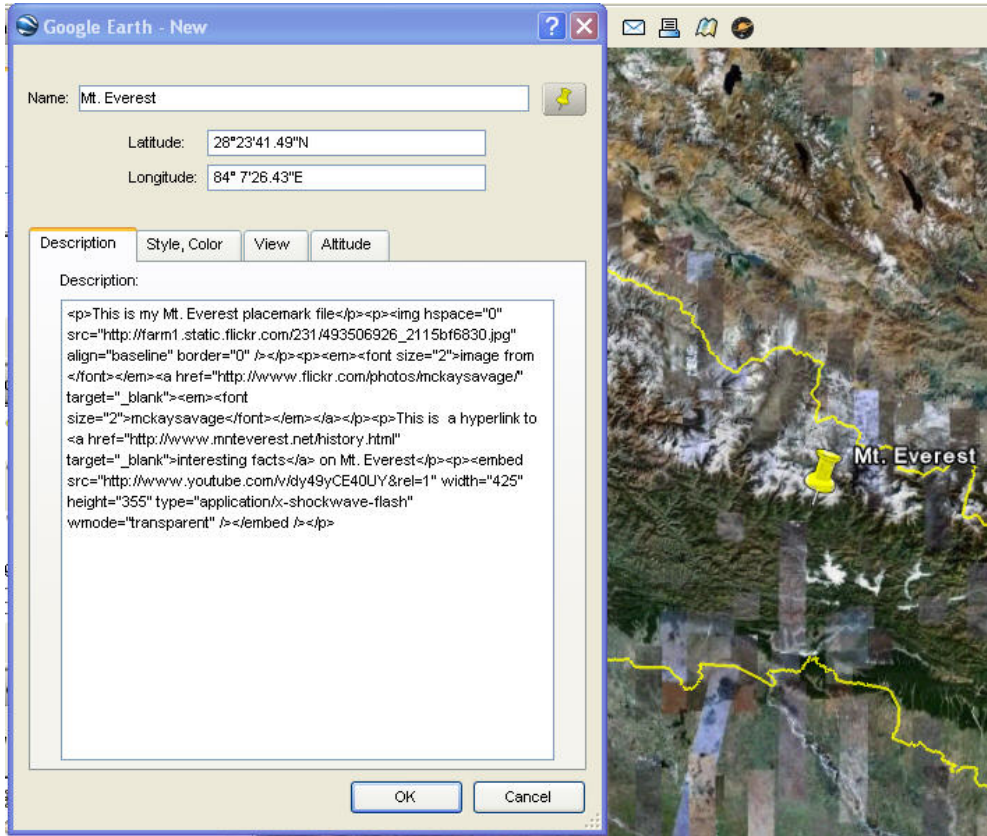 Google Earth - New
Name: Mt. Everest
Latitude: 28°23'41.49"N
Longitude: 84° 7'26.43"E
Description Style, Color View Altitude
Description:
<p>This is my Mt. Everest placemark file</p><p><img hspace="0"
src="http://farm1.static.flickr.com/231/493506926_2115bf6830.jpg"
align="baseline" border="0" /></p><p><em><font size="2">image from
</font></em><a href="http://www.flickr.com/photos/mckaysavage/"
target="_blank"><em><font
size="2">mckaysavage</font></em></a></p><p>This is  a hyperlink to
<a href="http://www.mnteverest.net/history.html"
target="_blank">interesting facts</a> on Mt. Everest</p><p><embed
src="http://www.youtube.com/v/dy49yCE40UY&rel=1" width="425"
height="355" type="application/x-shockwave-flash"
wmode="transparent" /></embed /></p>
OK Cancel
Mt. Everest